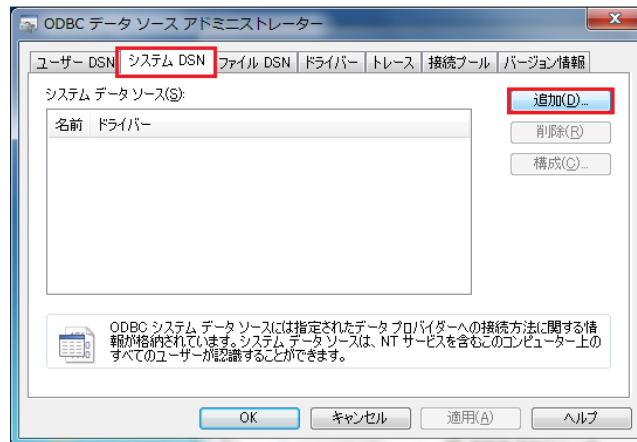 ODBC データ ソース アドミニストレーター
ユーザー DSN システム DSN ファイル DSN ドライバー トレース 接続プール バージョン情報
システム データ ソース(S):
追加(D)...
名前 ドライバー
削除(R)
構成(C)...
ODBC システム データ ソースには指定されたデータ プロバイダーへの接続方法に関する情
報が格納されています。システム データ ソースは、NT サービスを含むこのコンピューター上の
すべてのユーザーが認識することができます。
OK キャンセル 適用(A) ヘルプ